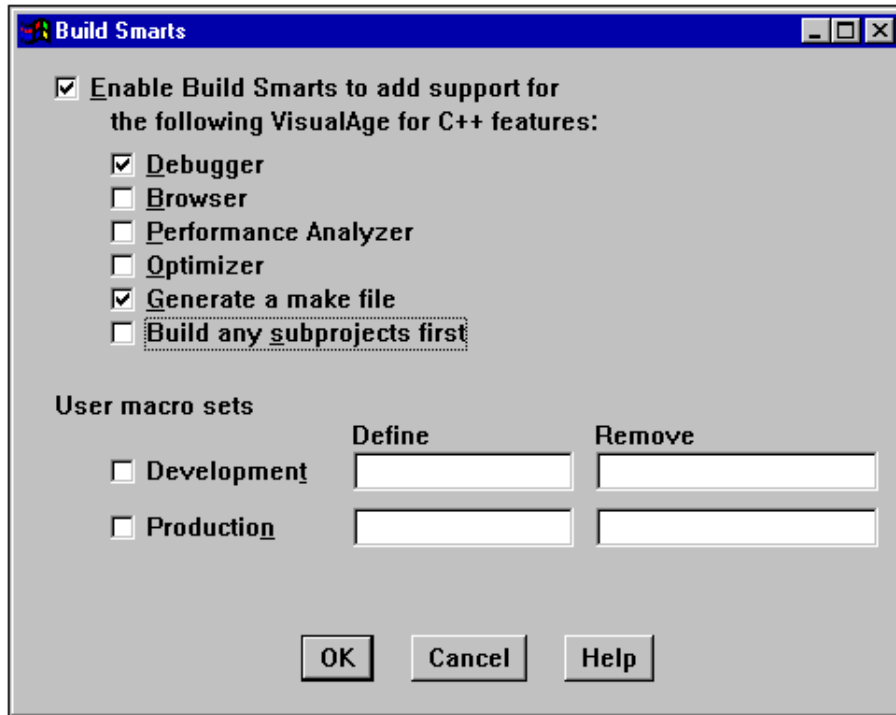 Build Smarts
Enable Build Smarts to add support for
the following VisualAge for C++ features:
Debugger
Browser
Performance Analyzer
Optimizer
Generate a make file
Build any subprojects first
User macro sets
Define Remove
Development
Production
OK Cancel Help